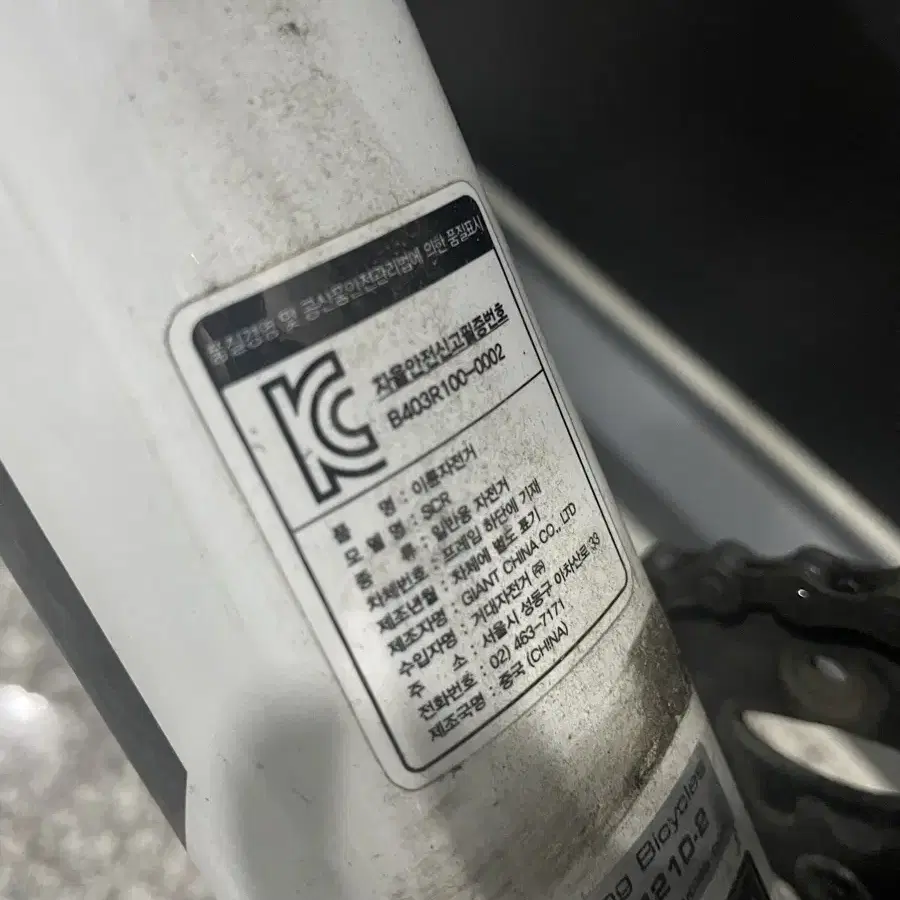 품질경영 및 공산품안전관리법에 의한 품질표시
KC
자율안전신고필증번호
B403R100-0002
품 명 : 이륜자전거
모 델 명 : SCR
종 류 : 일반용 자전거
차체번호 : 프레임 하단에 기재
제조년월 : 차체에 별도 표기
제조자명 : GIANT CHINA CO., LTD
수입자명 : 거대자전거 ㈜
주 소 : 서울시 성동구 아차산로 33
전화번호 : 02) 463-7171
제조국명 : 중국 (CHINA)
Bicycles